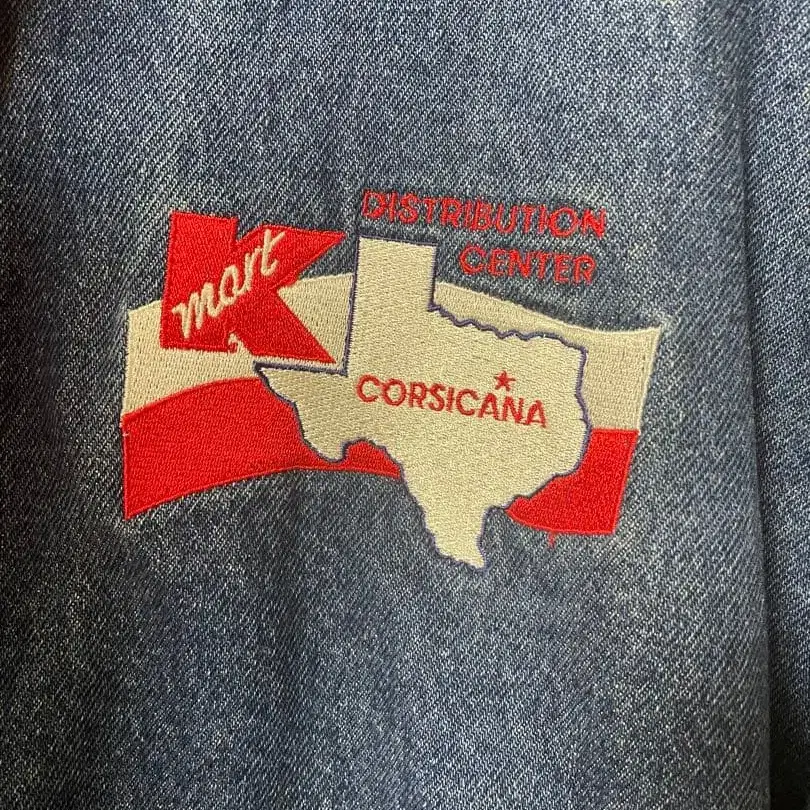 K
mart
DISTRIBUTION
CENTER
CORSICANA